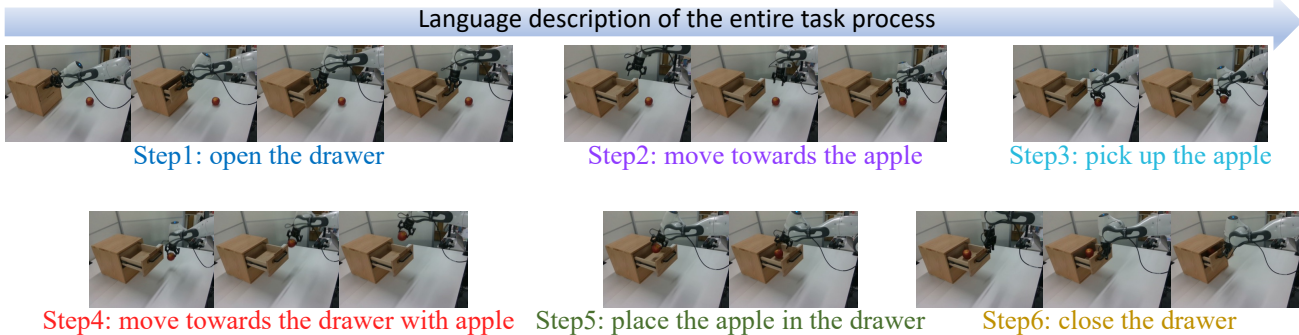 Language description of the entire task process
Step1: open the drawer
Step2: move towards the apple
Step3: pick up the apple
Step4: move towards the drawer with apple
Step5: place the apple in the drawer
Step6: close the drawer